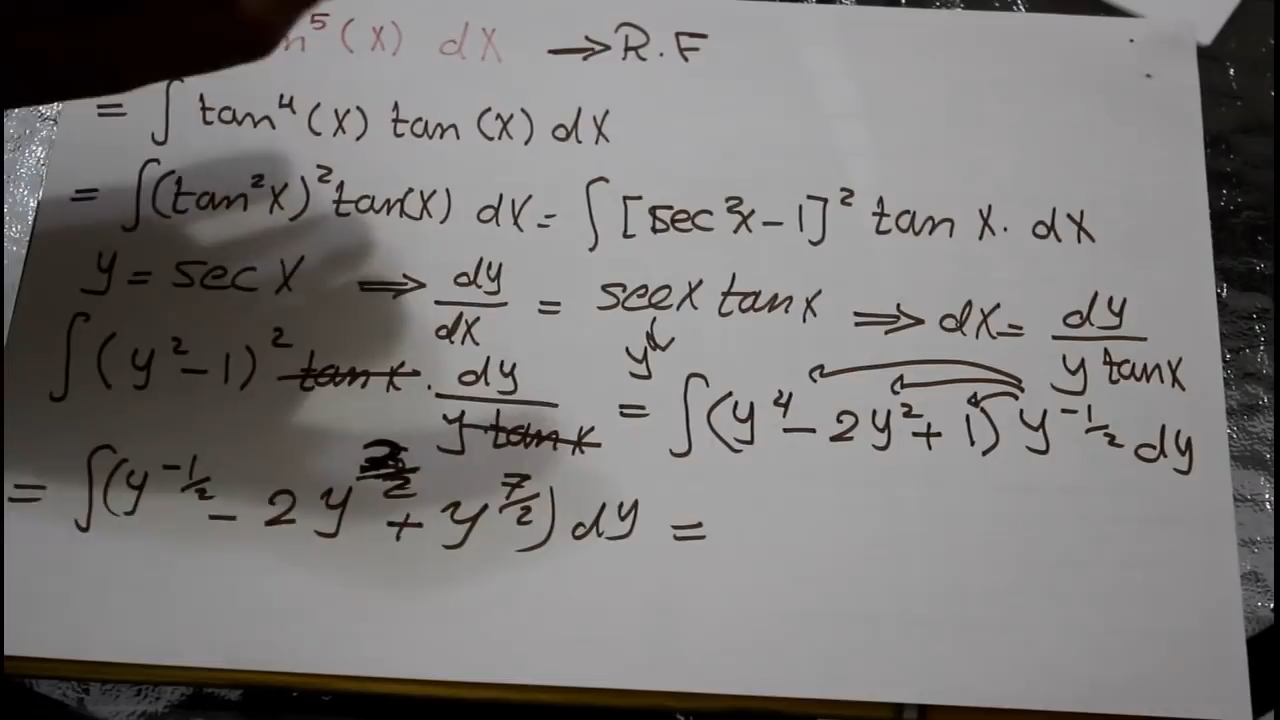 n⁵(x) dx → R.F
= ∫ tan⁴(x) tan(x) dx
= ∫(tan²x)² tan(x) dx = ∫ [sec²x - 1]² tan x. dx
y = sec x ⇒ dy/dx = secx tanx ⇒ dx = dy/(y tanx)
y
∫ (y² - 1)² tan x . dy/(y tan x) = ∫(y⁴ - 2y² + 1) y^(-1/2) dy
= ∫(y^(-1/2) - 2y^(3/2) + y^(7/2)) dy =